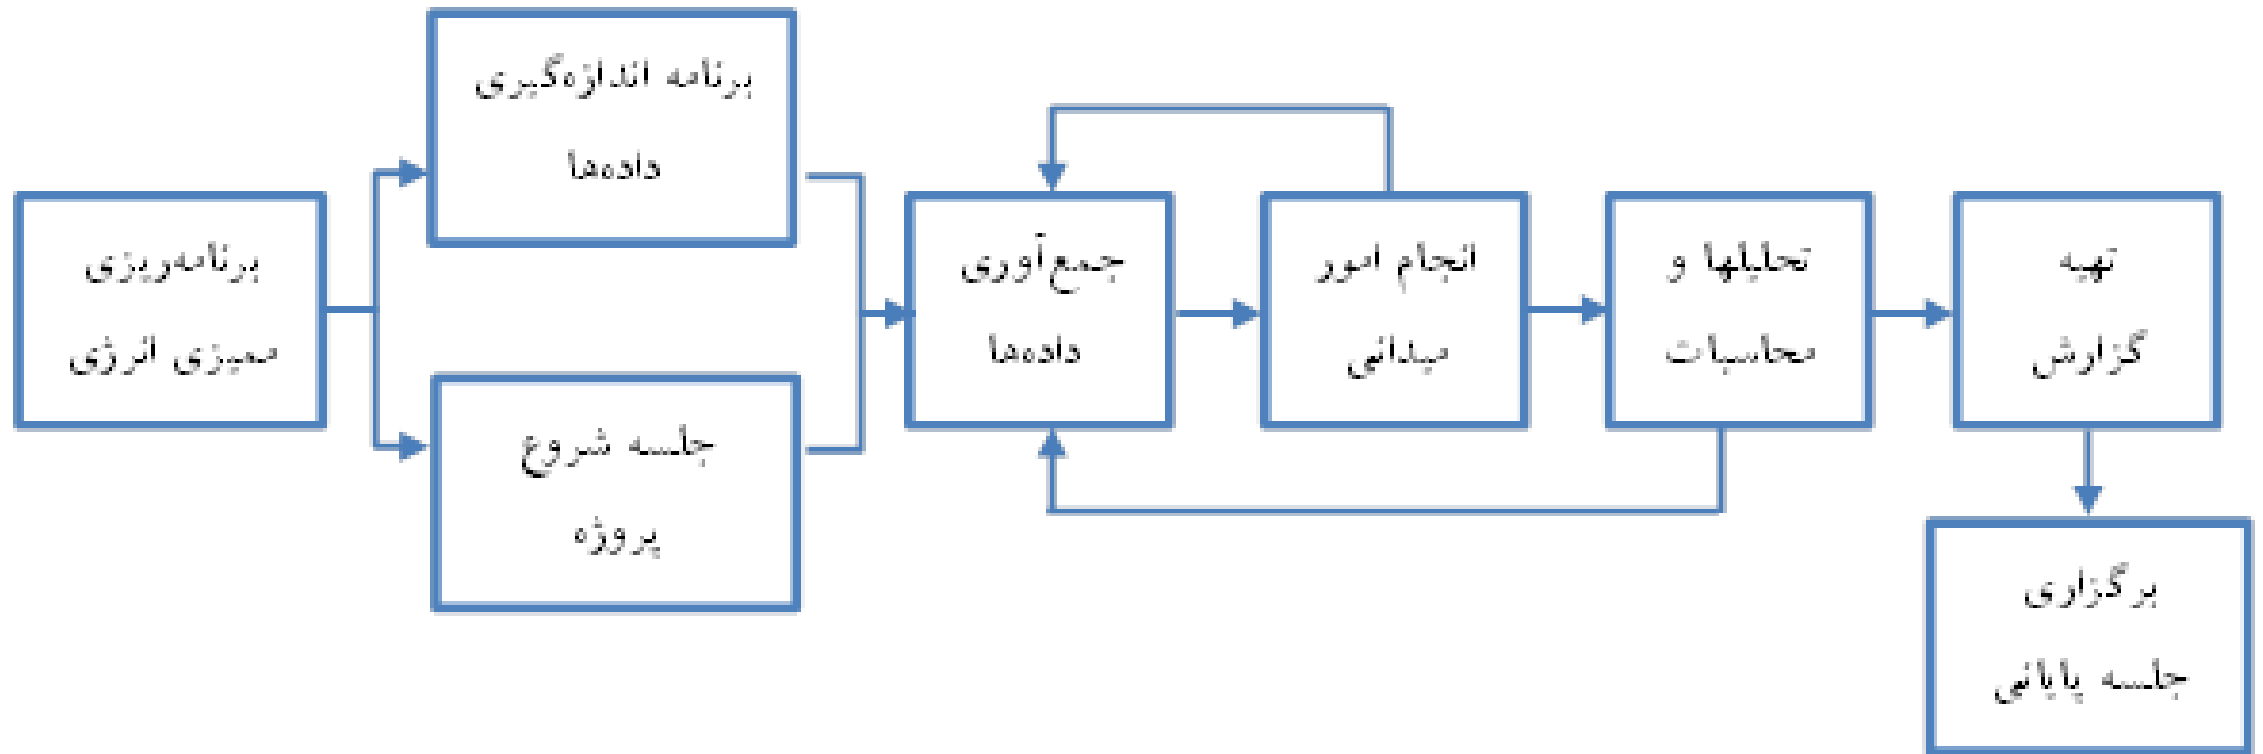 برنامه‌ریزی
ممیزی انرژی
برنامه اندازه‌گیری
داده‌ها
جلسه شروع
پروژه
جمع‌آوری
داده‌ها
انجام امور
میدانی
تحلیلها و
محاسبات
تهیه
گزارش
برگزاری
جلسه پایانی